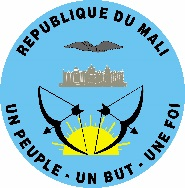 REPUBLIQUE DU MALI
UN PEUPLE - UN BUT - UNE FOI